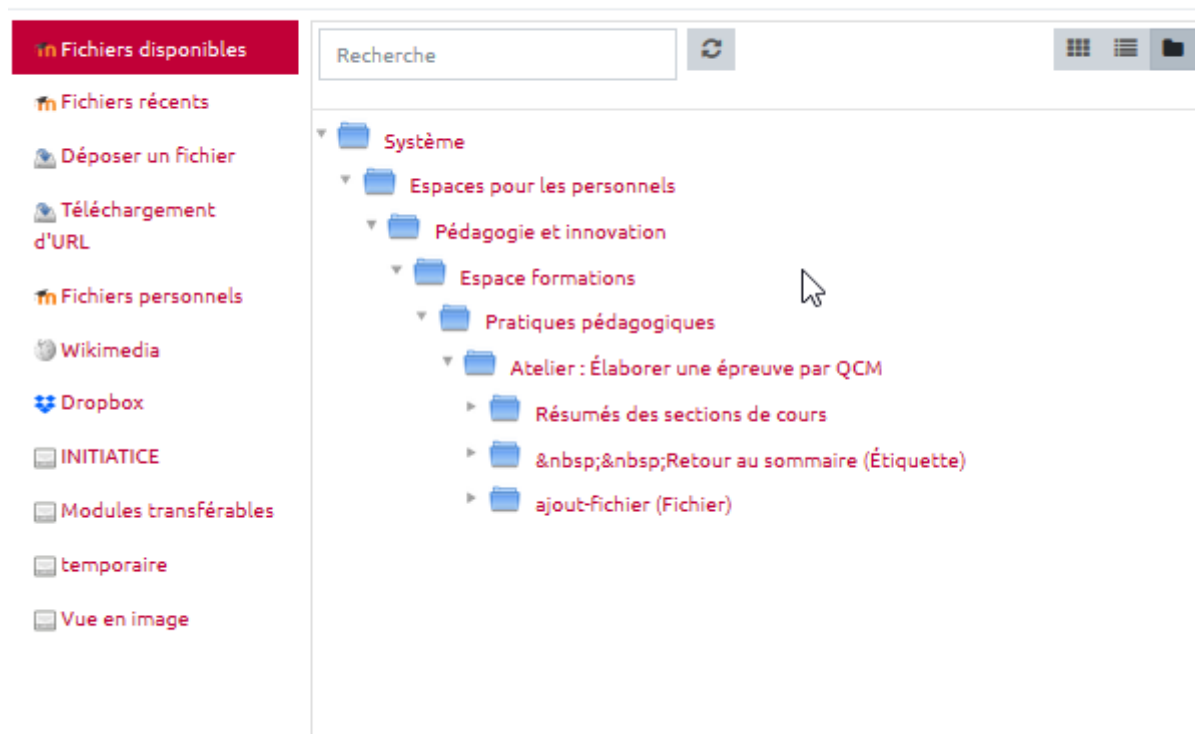 Fichiers disponibles
Fichiers récents
Déposer un fichier
Téléchargement
d'URL
Fichiers personnels
Wikimedia
Dropbox
INITIATICE
Modules transférables
temporaire
Vue en image
Recherche
Système
Espaces pour les personnels
Pédagogie et innovation
Espace formations
Pratiques pédagogiques
Atelier : Élaborer une épreuve par QCM
Résumés des sections de cours
&nbsp;&nbsp;Retour au sommaire (Étiquette)
ajout-fichier (Fichier)